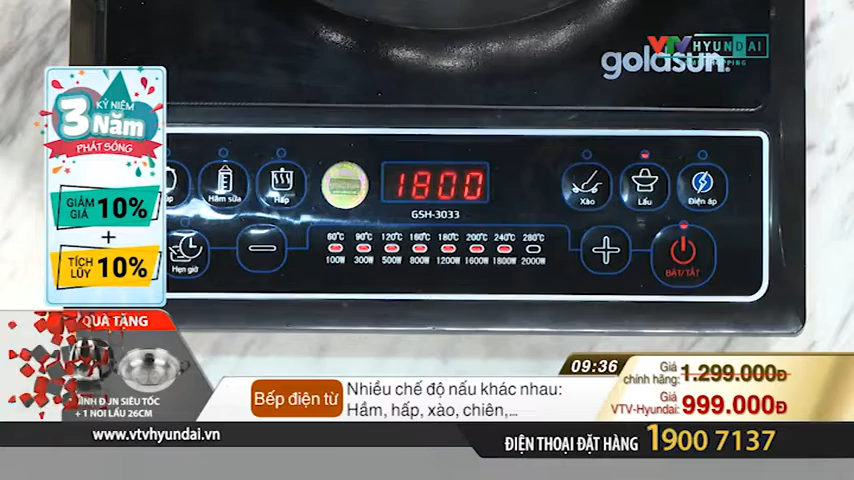 VTV HYUNDAI
goldsun
KỶ NIỆM
3 Năm
PHÁT SÓNG
GIẢM GIÁ 10%
+
TÍCH LŨY 10%
Hâm sữa
Hấp
1800
GSH-3033
Xào
Lẩu
Điện áp
Hẹn giờ
60°C 90°C 120°C 160°C 180°C 200°C 240°C 280°C
100W 300W 500W 800W 1200W 1600W 1800W 2000W
BẬT/TẮT
QUÀ TẶNG
SIÊU TỐC
+ 1 NỒI LẨU 26CM
Bếp điện từ
Nhiều chế độ nấu khác nhau:
Hầm, hấp, xào, chiên,...
09:36
Giá chính hãng: 1.299.000Đ
Giá VTV-Hyundai: 999.000Đ
www.vtvhyundai.vn
ĐIỆN THOẠI ĐẶT HÀNG 1900 7137